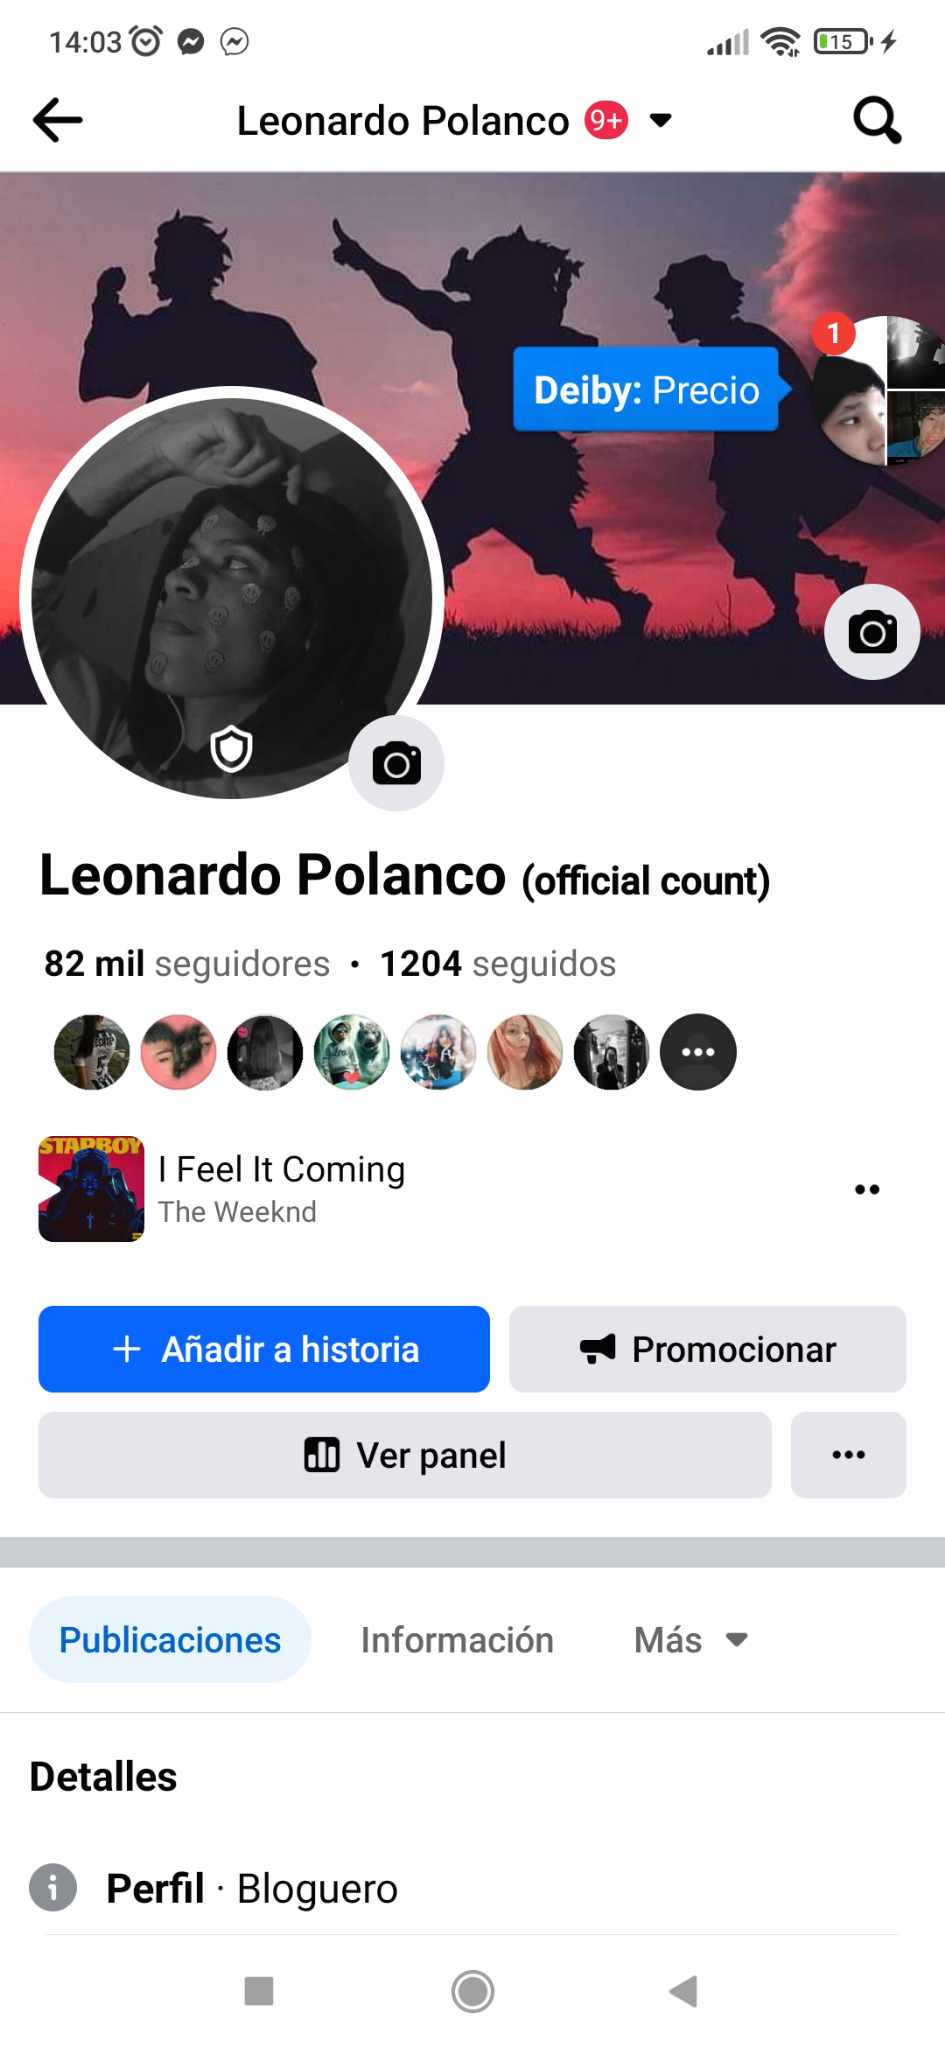 14:03
15
Leonardo Polanco 9+
1
Deiby: Precio
Leonardo Polanco (official count)
82 mil seguidores • 1204 seguidos
STARBOY
I Feel It Coming
The Weeknd
+ Añadir a historia
Promocionar
Ver panel
Publicaciones
Información
Más
Detalles
Perfil · Bloguero